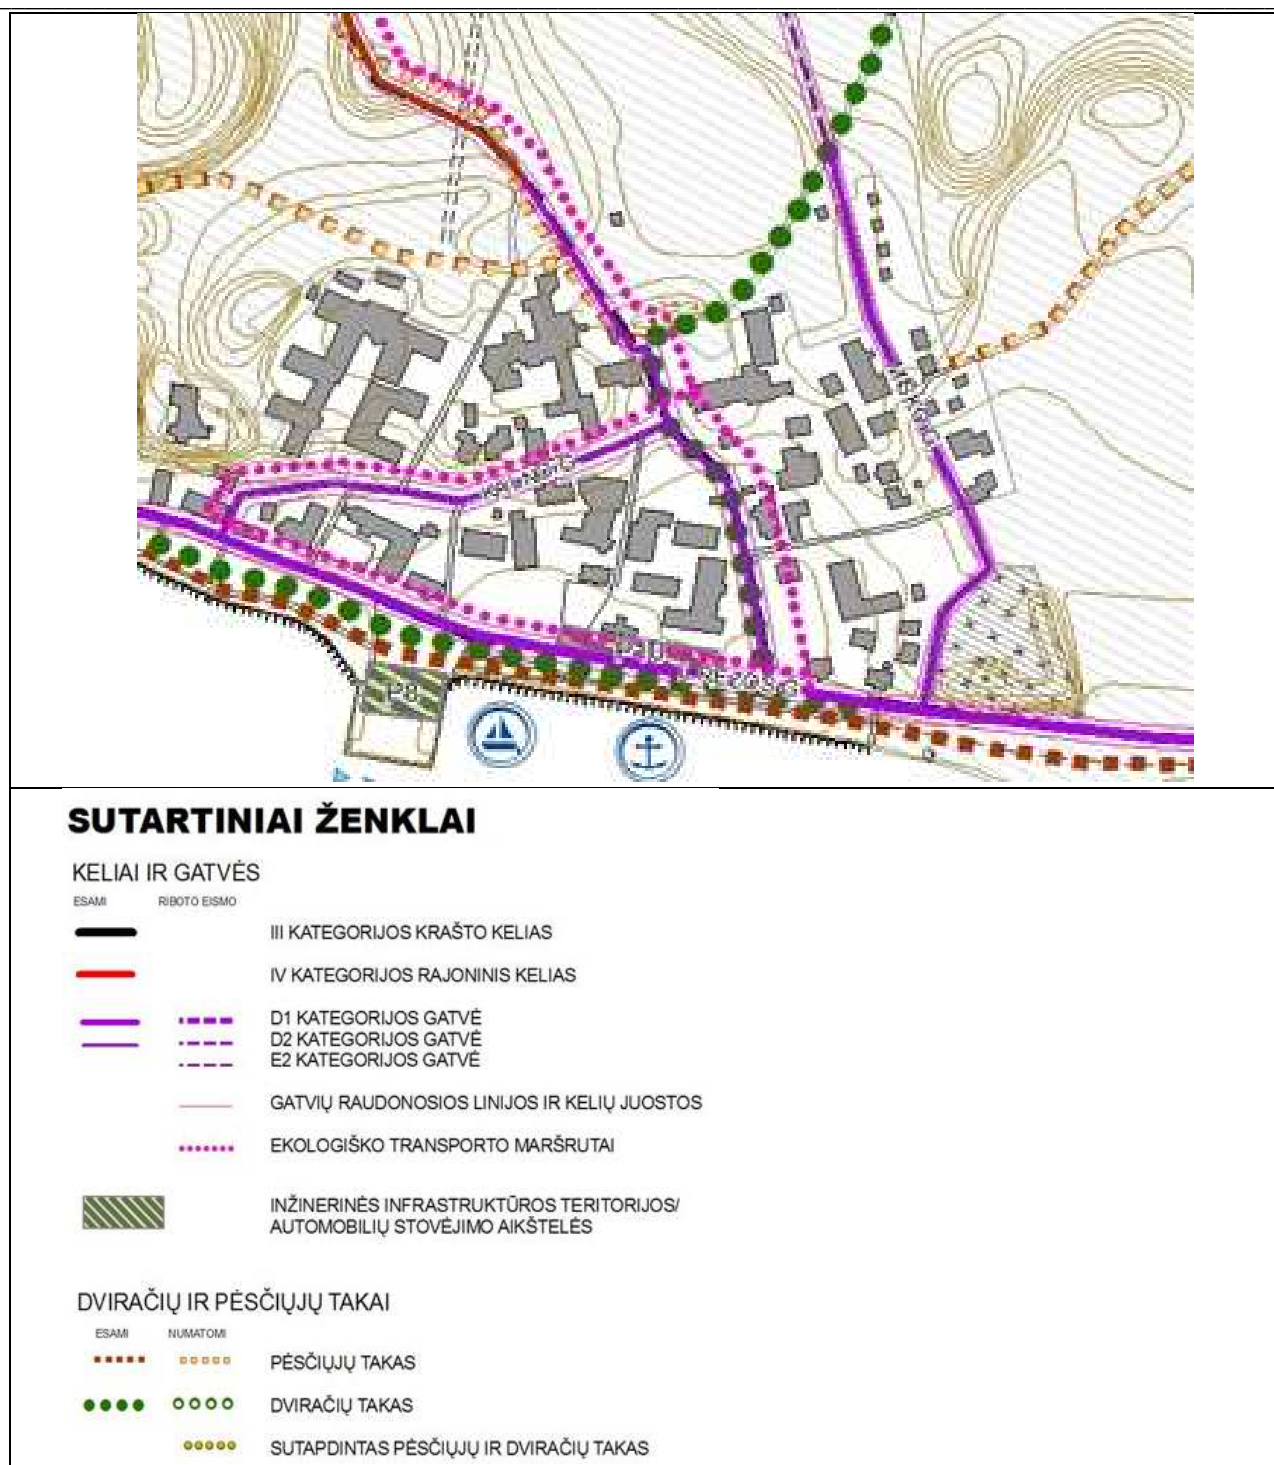 SUTARTINIAI ŽENKLAI
KELIAI IR GATVĖS
ESAMI RIBOTO EISMO
III KATEGORIJOS KRAŠTO KELIAS
IV KATEGORIJOS RAJONINIS KELIAS
D1 KATEGORIJOS GATVĖ
D2 KATEGORIJOS GATVĖ
E2 KATEGORIJOS GATVĖ
GATVIŲ RAUDONOSIOS LINIJOS IR KELIŲ JUOSTOS
EKOLOGIŠKO TRANSPORTO MARŠRUTAI
INŽINERINĖS INFRASTRUKTŪROS TERITORIJOS/
AUTOMOBILIŲ STOVĖJIMO AIKŠTELĖS
DVIRAČIŲ IR PĖSČIŲJŲ TAKAI
ESAMI NUMATOMI
PĖSČIŲJŲ TAKAS
DVIRAČIŲ TAKAS
SUTAPDINTAS PĖSČIŲJŲ IR DVIRAČIŲ TAKAS